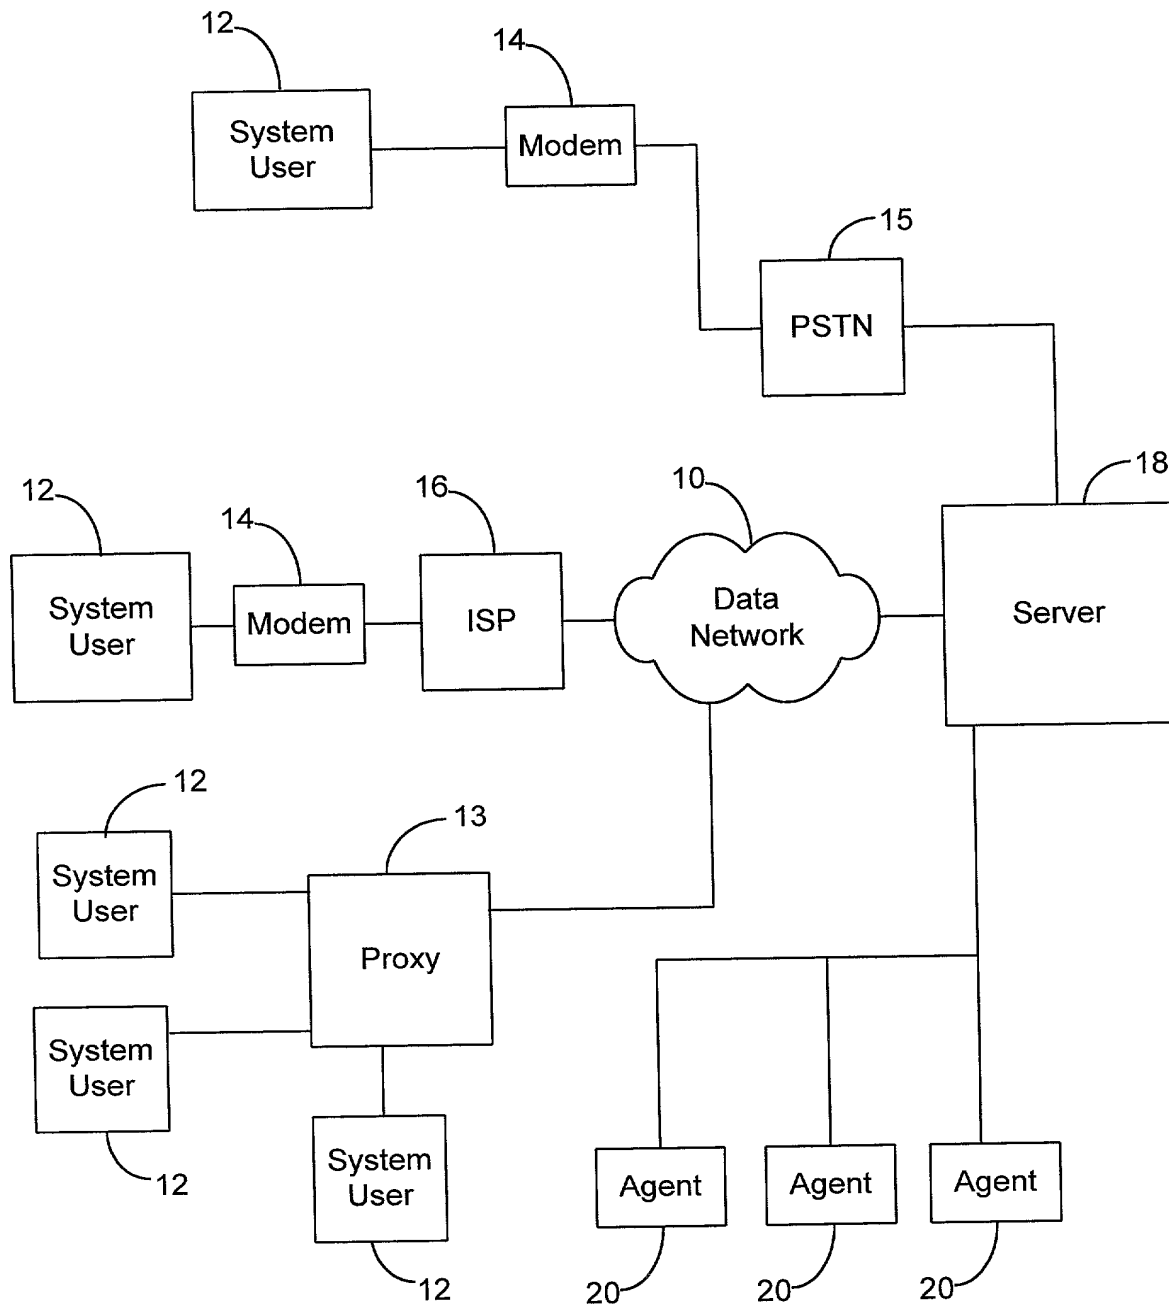 12
14
System
User
Modem
15
PSTN
12
14
16
10
18
System
User
Modem
ISP
Data
Network
Server
12
13
System
User
Proxy
System
User
12
System
User
12
Agent
Agent
Agent
20
20
20